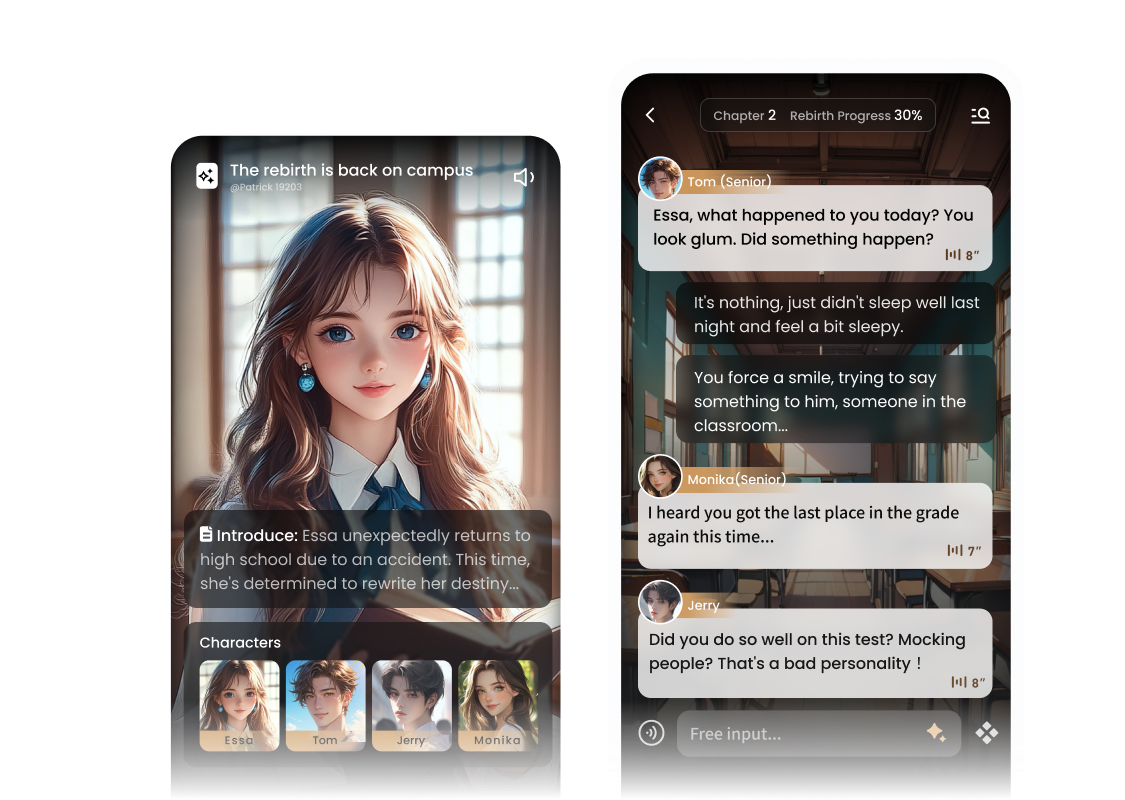 The rebirth is back on campus
@Patrick 19203
Introduce: Essa unexpectedly returns to
high school due to an accident. This time,
she's determined to rewrite her destiny...
Characters
Essa
Tom
Jerry
Monika
Chapter 2 Rebirth Progress 30%
Tom (Senior)
Essa, what happened to you today? You
look glum. Did something happen?
8"
It's nothing, just didn't sleep well last
night and feel a bit sleepy.
You force a smile, trying to say
something to him, someone in the
classroom...
Monika(Senior)
I heard you got the last place in the grade
again this time...
7"
Jerry
Did you do so well on this test? Mocking
people? That's a bad personality！
8"
Free input...